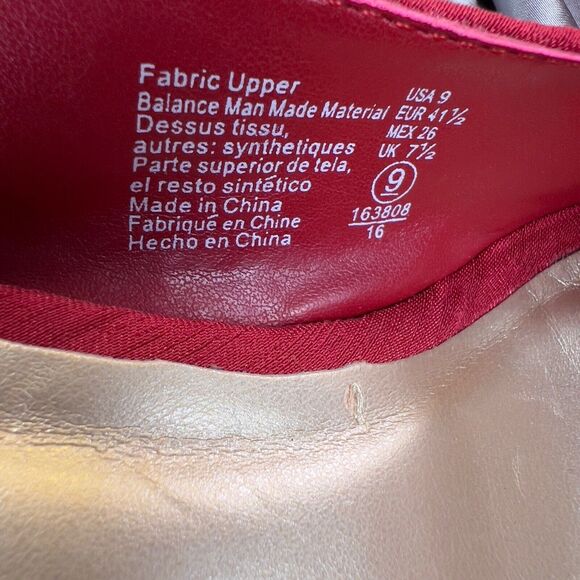 Fabric Upper
Balance Man Made Material
Dessus tissu,
autres: synthetiques
Parte superior de tela,
el resto sintético
Made in China
Fabriqué en Chine
Hecho en China
USA 9
EUR 41 ½
MEX 26
UK 7½
9
163808
16